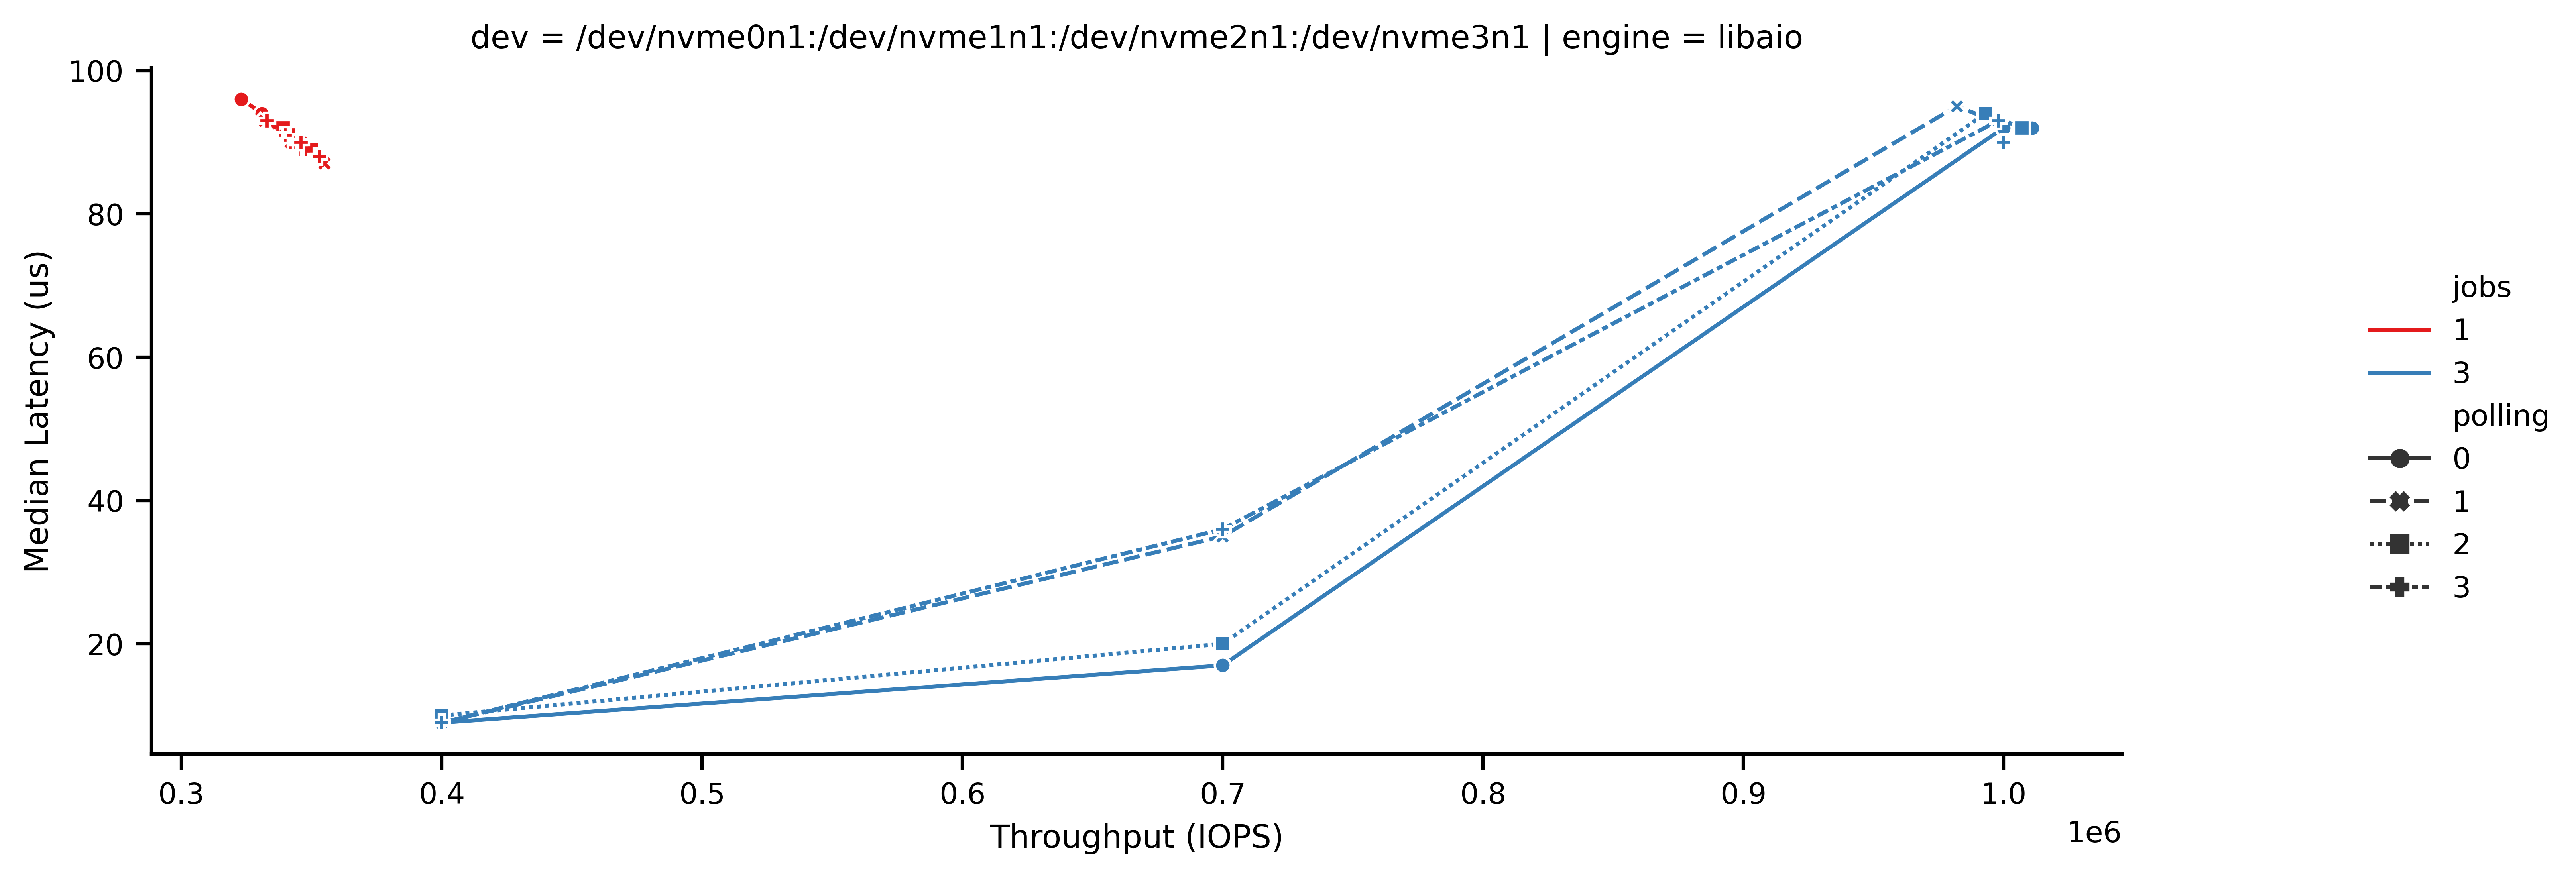 dev = /dev/nvme0n1:/dev/nvme1n1:/dev/nvme2n1:/dev/nvme3n1 | engine = libaio
Median Latency (us)
100
80
60
40
20
0.3 0.4 0.5 0.6 0.7 0.8 0.9 1.0
1e6
Throughput (IOPS)
jobs
1
3
polling
0
1
2
3